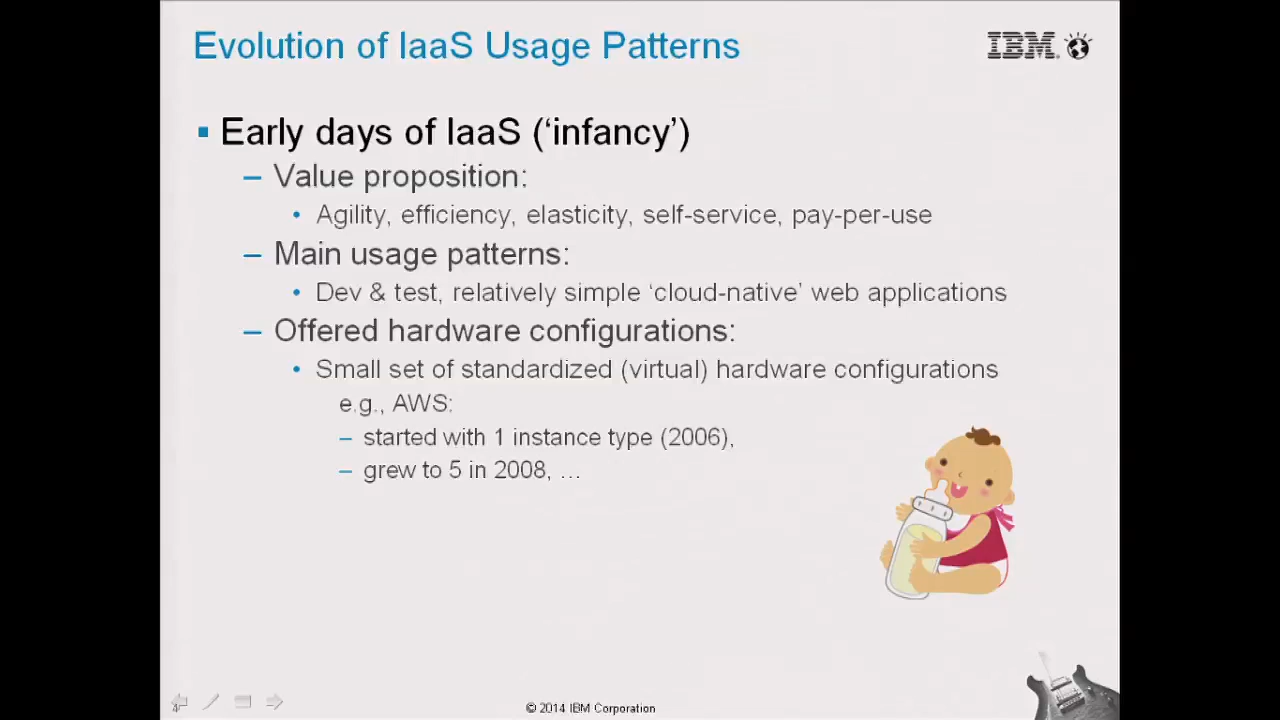 Evolution of IaaS Usage Patterns
IBM.
▪ Early days of IaaS (‘infancy’)
– Value proposition:
• Agility, efficiency, elasticity, self-service, pay-per-use
– Main usage patterns:
• Dev & test, relatively simple ‘cloud-native’ web applications
– Offered hardware configurations:
• Small set of standardized (virtual) hardware configurations
e.g., AWS:
– started with 1 instance type (2006),
– grew to 5 in 2008, …
4
© 2014 IBM Corporation